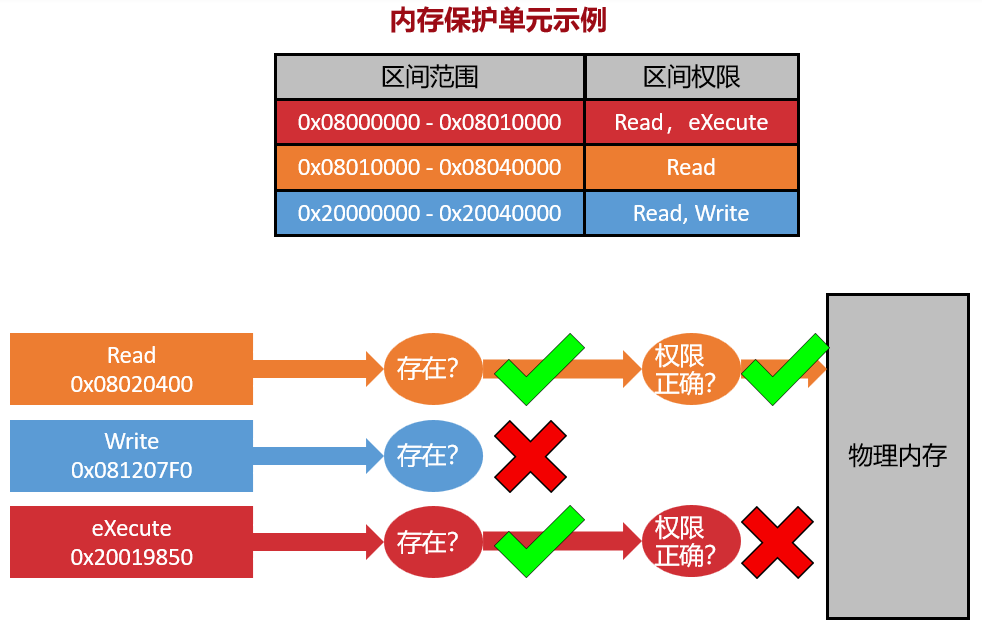 内存保护单元示例
区间范围 区间权限
0x08000000 - 0x08010000 Read，eXecute
0x08010000 - 0x08040000 Read
0x20000000 - 0x20040000 Read, Write
Read
0x08020400
存在?
权限
正确?
Write
0x081207F0
存在?
eXecute
0x20019850
存在?
权限
正确?
物理内存